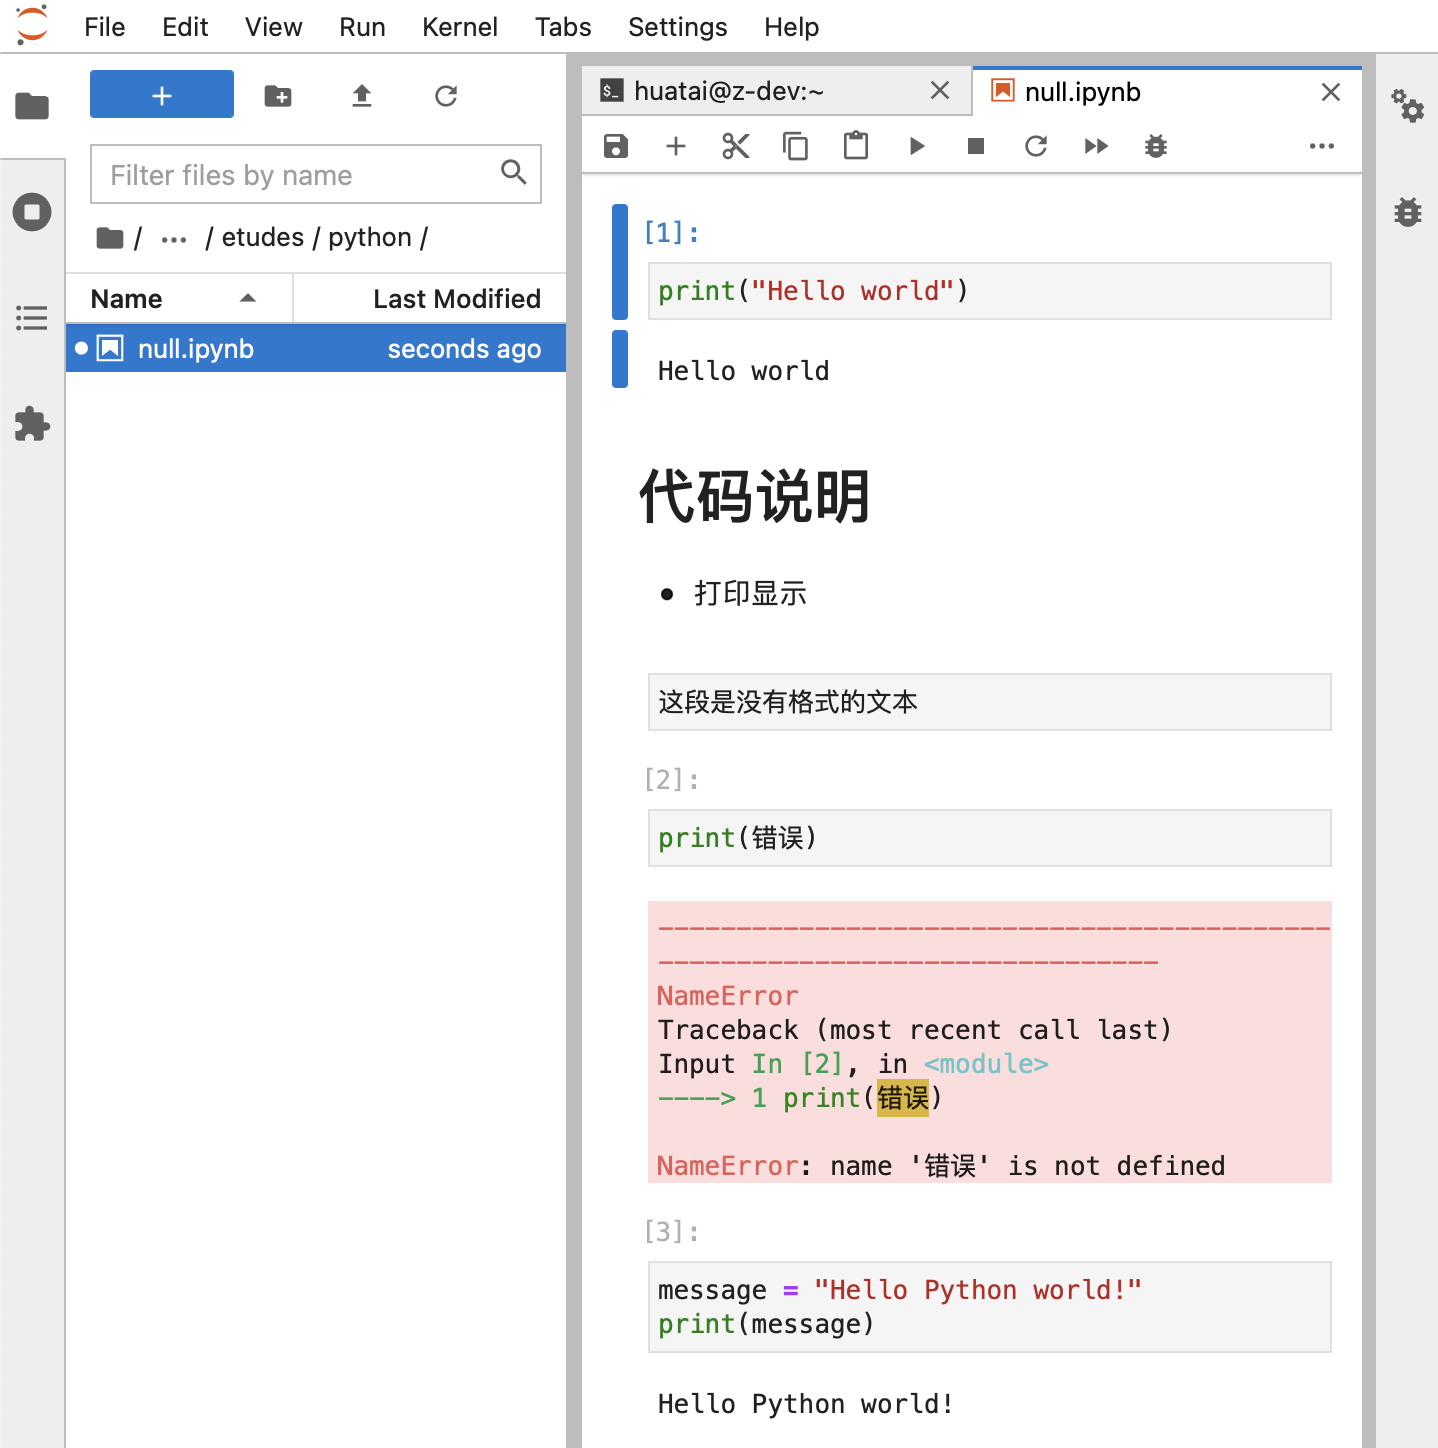 File Edit View Run Kernel Tabs Settings Help
+
Filter files by name
/ ... / etudes / python /
Name Last Modified
null.ipynb seconds ago
$_ huatai@z-dev:~
null.ipynb
[1]:
print("Hello world")
Hello world
代码说明
• 打印显示
这段是没有格式的文本
[2]:
print(错误)
-------------------------------------------
--------------------------------
NameError
Traceback (most recent call last)
Input In [2], in <module>
----> 1 print(错误)
NameError: name '错误' is not defined
[3]:
message = "Hello Python world!"
print(message)
Hello Python world!